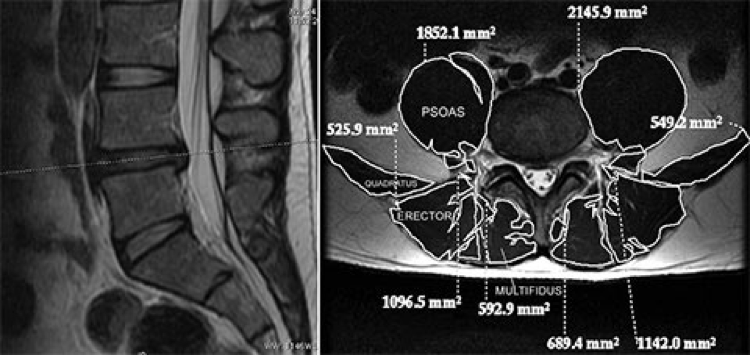 1852.1 mm²
2145.9 mm²
PSOAS
525.9 mm²
549.2 mm²
QUADRATUS
ERECTOR
MULTIFIDUS
1096.5 mm²
592.9 mm²
689.4 mm²
1142.0 mm²